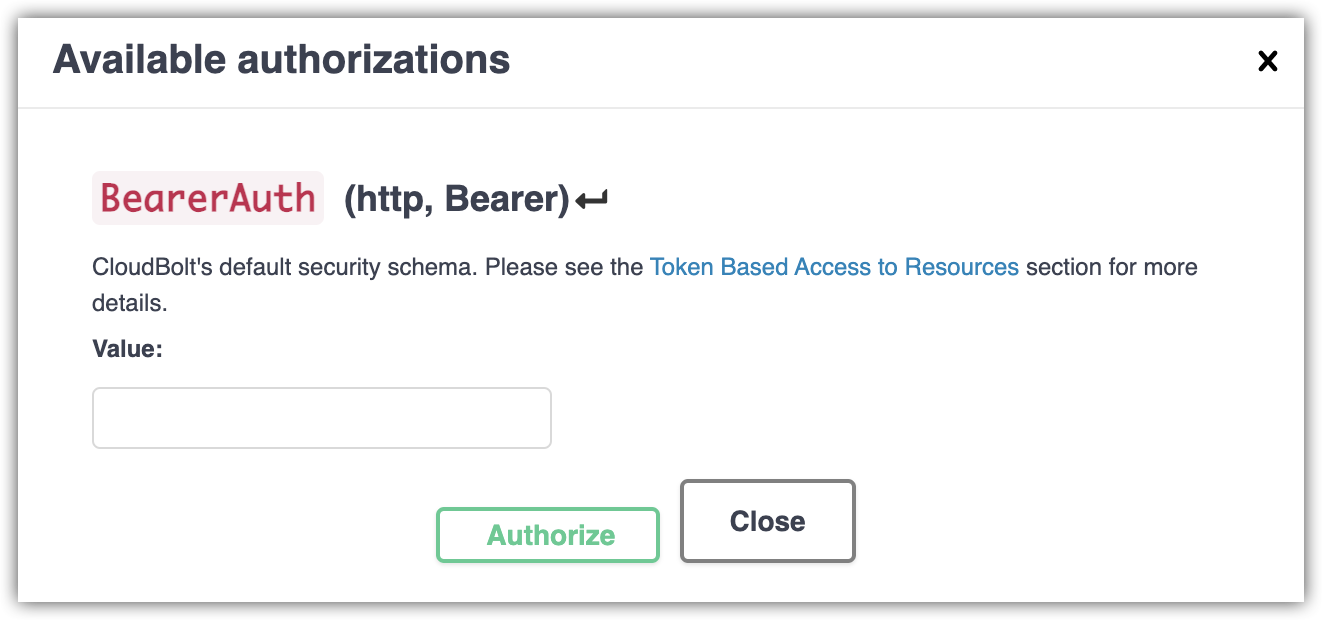 Available authorizations
BearerAuth (http, Bearer)
CloudBolt's default security schema. Please see the Token Based Access to Resources section for more
details.
Value:
Authorize
Close